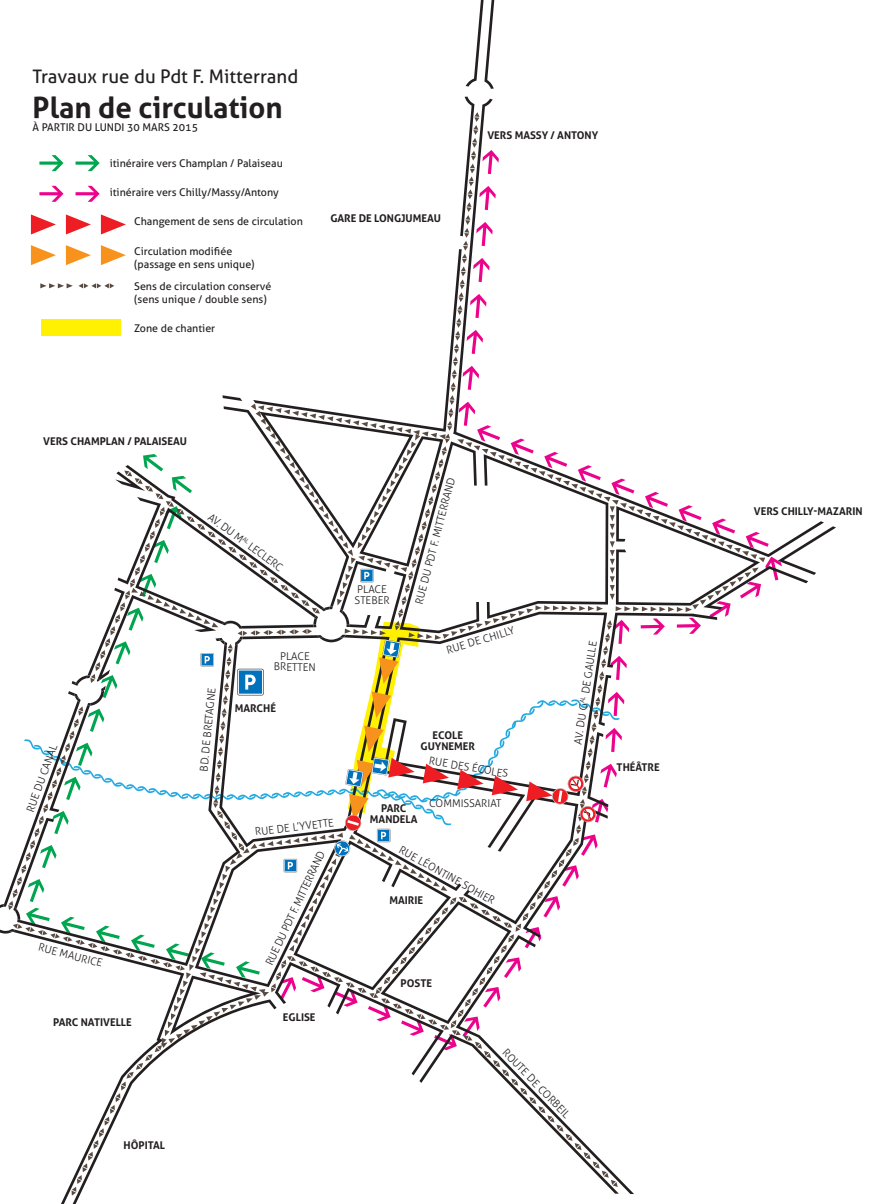 Travaux rue du Pdt F. Mitterrand
Plan de circulation
À PARTIR DU LUNDI 30 MARS 2015
itinéraire vers Champlan / Palaiseau
itinéraire vers Chilly/Massy/Antony
Changement de sens de circulation
Circulation modifiée
(passage en sens unique)
Sens de circulation conservé
(sens unique / double sens)
Zone de chantier
VERS MASSY / ANTONY
GARE DE LONGJUMEAU
VERS CHAMPLAN / PALAISEAU
VERS CHILLY-MAZARIN
AV. DU Mal LECLERC
RUE DU PDT F. MITTERRAND
P
PLACE
STEBER
RUE DE CHILLY
PLACE
BRETTEN
P
P
MARCHÉ
BD. DE BRETAGNE
AV. DU Gal DE GAULLE
ECOLE
GUYNEMER
RUE DES ÉCOLES
THÉÂTRE
RUE DU CANAL
COMMISSARIAT
PARC
MANDELA
P
RUE DE L'YVETTE
P
RUE LÉONTINE SOHIER
RUE DU PDT F. MITTERRAND
MAIRIE
RUE MAURICE
POSTE
EGLISE
PARC NATIVELLE
ROUTE DE CORBEIL
HÔPITAL